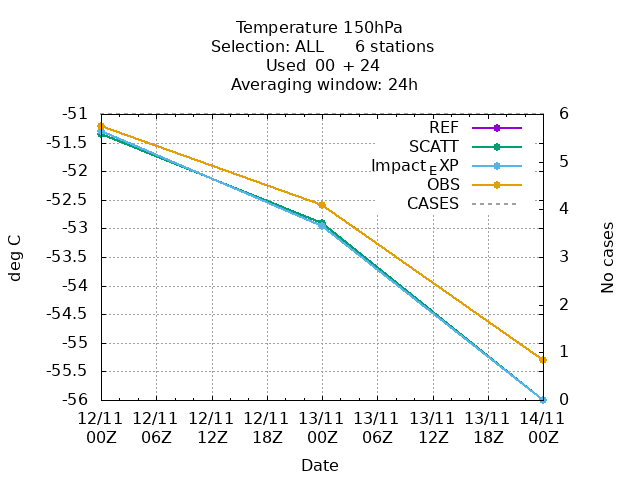 Temperature 150hPa
Selection: ALL 6 stations
Used 00 + 24
Averaging window: 24h
-51
-51.5
-52
-52.5
-53
-53.5
-54
-54.5
-55
-55.5
-56
deg C
6
5
4
3
2
1
0
No cases
REF
SCATT
Impact_EXP
OBS
CASES
12/11 12/11 12/11 12/11 13/11 13/11 13/11 13/11 14/11
00Z 06Z 12Z 18Z 00Z 06Z 12Z 18Z 00Z
Date